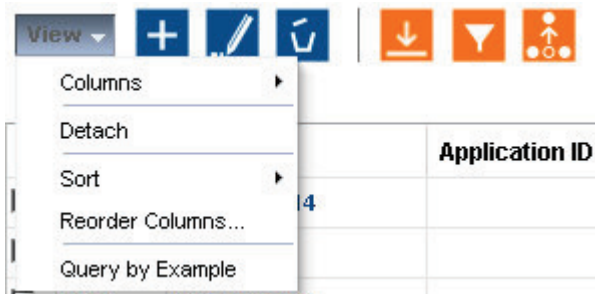 View
Columns
Detach
Application ID
Sort
14
Reorder Columns...
Query by Example